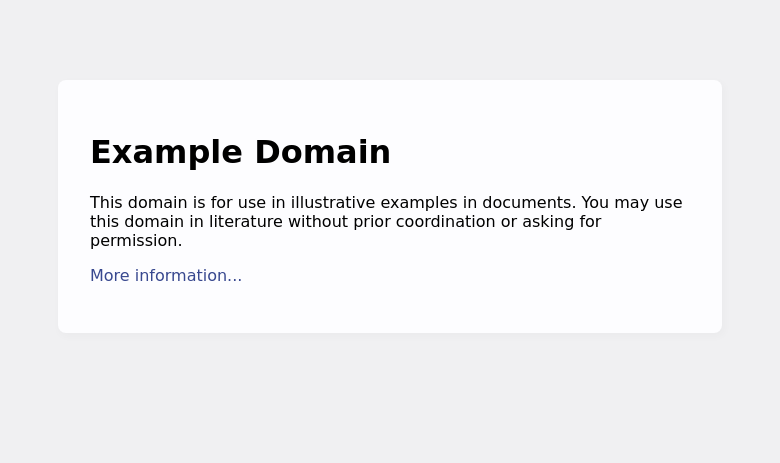 Example Domain
This domain is for use in illustrative examples in documents. You may use
this domain in literature without prior coordination or asking for
permission.
More information...